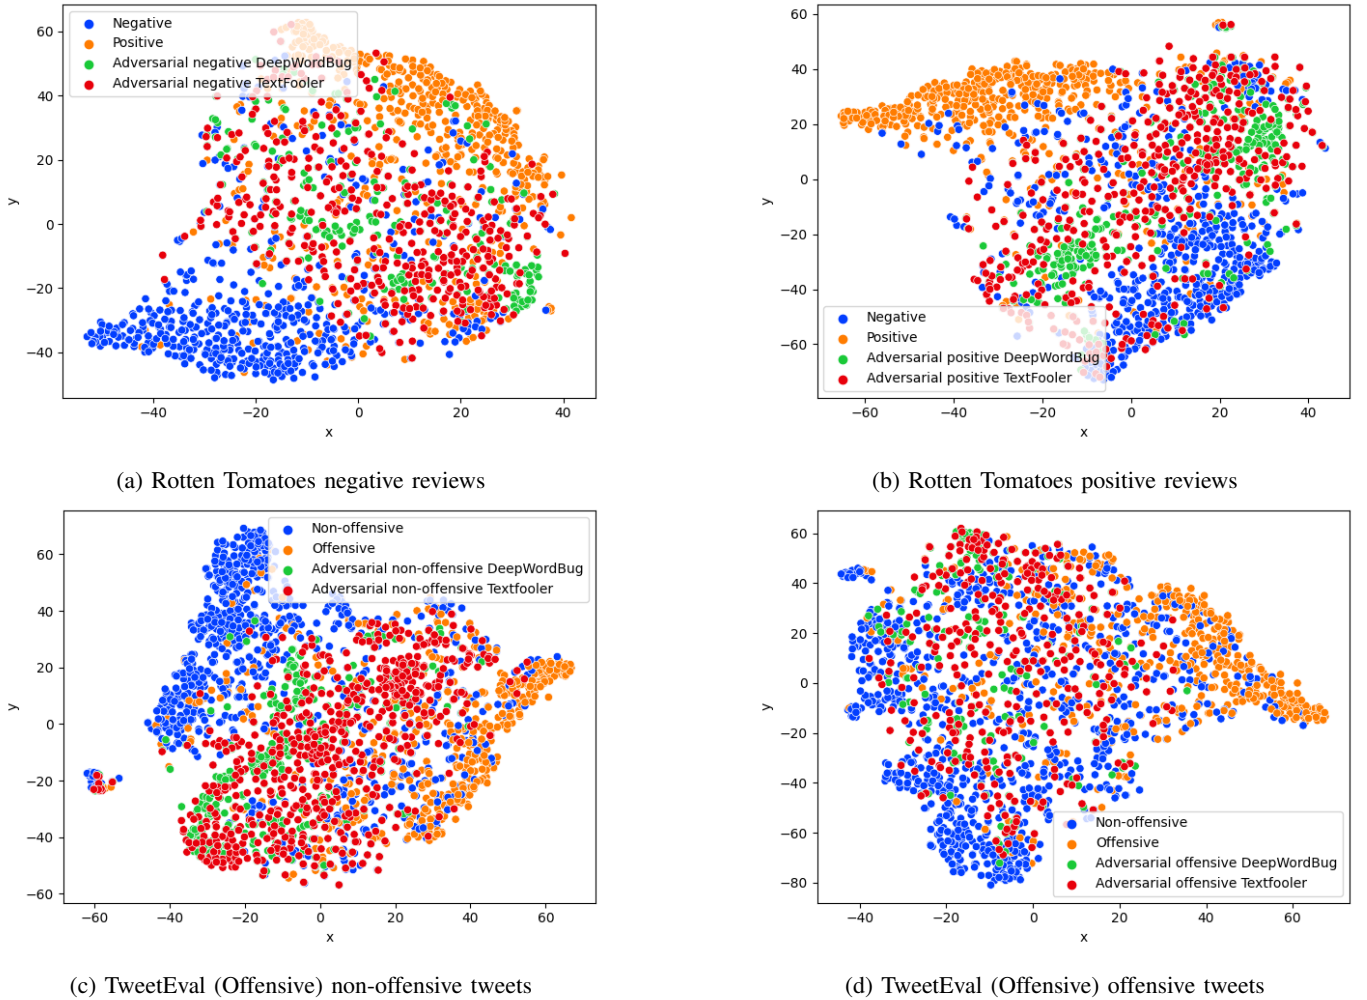 60
40
20
0
−20
−40
y
−40
−20
0
20
40
x
Negative
Positive
Adversarial negative DeepWordBug
Adversarial negative TextFooler
(a) Rotten Tomatoes negative reviews
60
40
20
0
−20
−40
−60
y
−60
−40
−20
0
20
40
x
Negative
Positive
Adversarial positive DeepWordBug
Adversarial positive TextFooler
(b) Rotten Tomatoes positive reviews
60
40
20
0
−20
−40
−60
y
−60
−40
−20
0
20
40
60
x
Non-offensive
Offensive
Adversarial non-offensive DeepWordBug
Adversarial non-offensive Textfooler
(c) TweetEval (Offensive) non-offensive tweets
60
40
20
0
−20
−40
−60
−80
y
−40
−20
0
20
40
60
x
Non-offensive
Offensive
Adversarial offensive DeepWordBug
Adversarial offensive Textfooler
(d) TweetEval (Offensive) offensive tweets